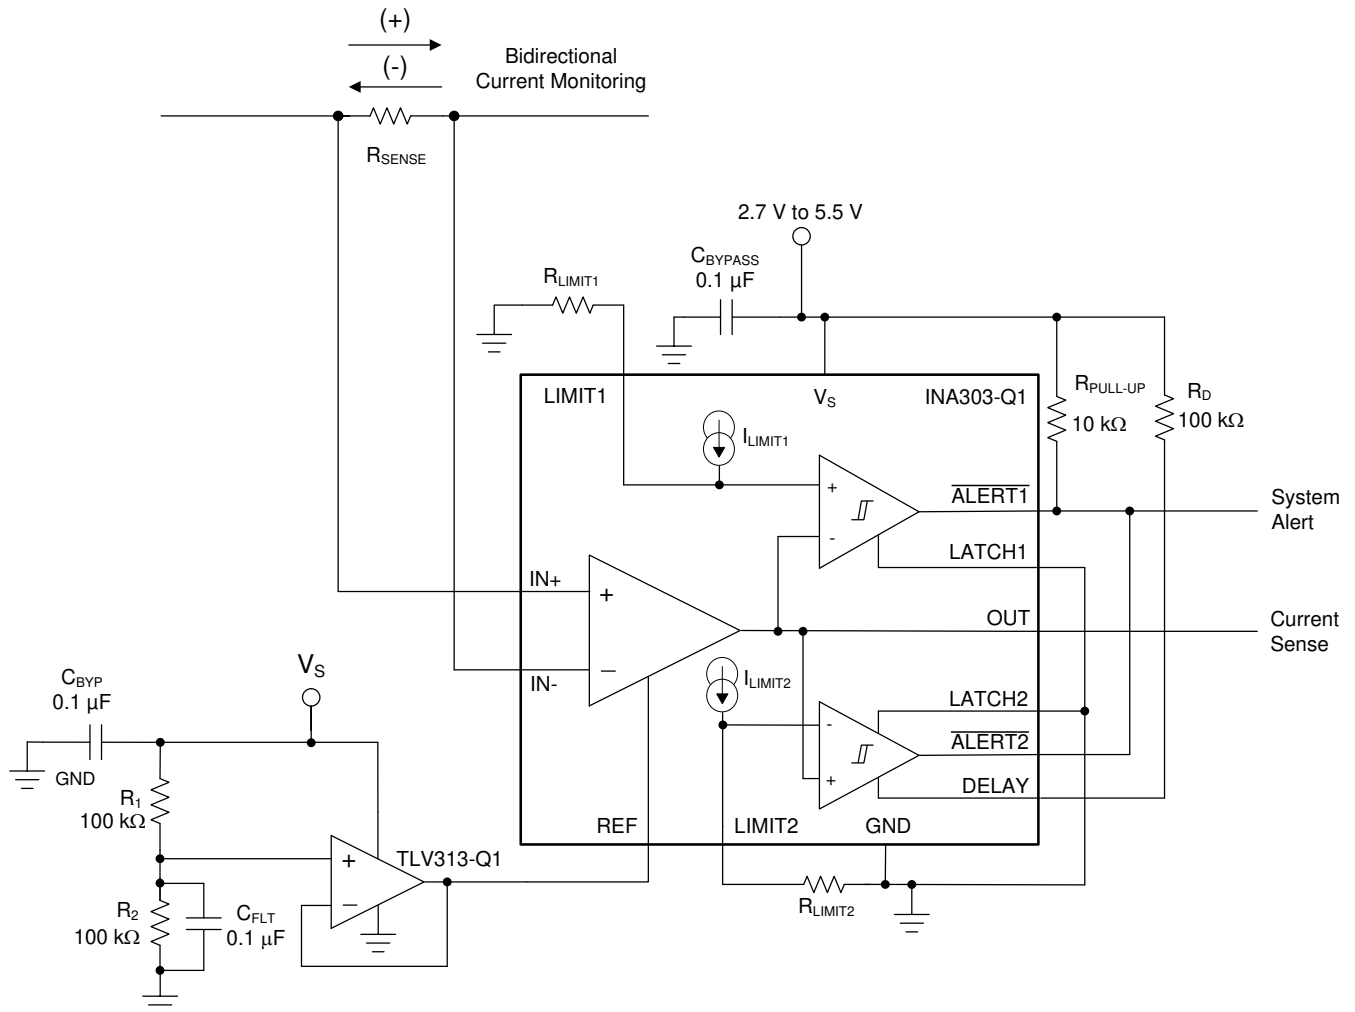 (+)
(-)
Bidirectional
Current Monitoring
RSENSE
2.7 V to 5.5 V
CBYPASS
0.1 µF
RLIMIT1
LIMIT1
VS
INA303-Q1
RPULL-UP
10 kΩ
RD
100 kΩ
ILIMIT1
+
-
ALERT1
System
Alert
LATCH1
IN+
+
OUT
Current
Sense
−
IN-
ILIMIT2
LATCH2
-
ALERT2
+
DELAY
REF
LIMIT2
GND
RLIMIT2
VS
CBYP
0.1 µF
GND
R1
100 kΩ
+
TLV313-Q1
−
R2
100 kΩ
CFLT
0.1 µF